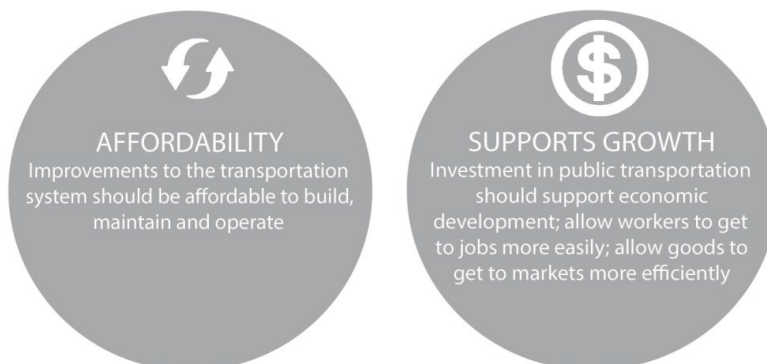 AFFORDABILITY
Improvements to the transportation
system should be affordable to build,
maintain and operate
$
SUPPORTS GROWTH
Investment in public transportation
should support economic
development; allow workers to get
to jobs more easily; allow goods to
get to markets more efficiently